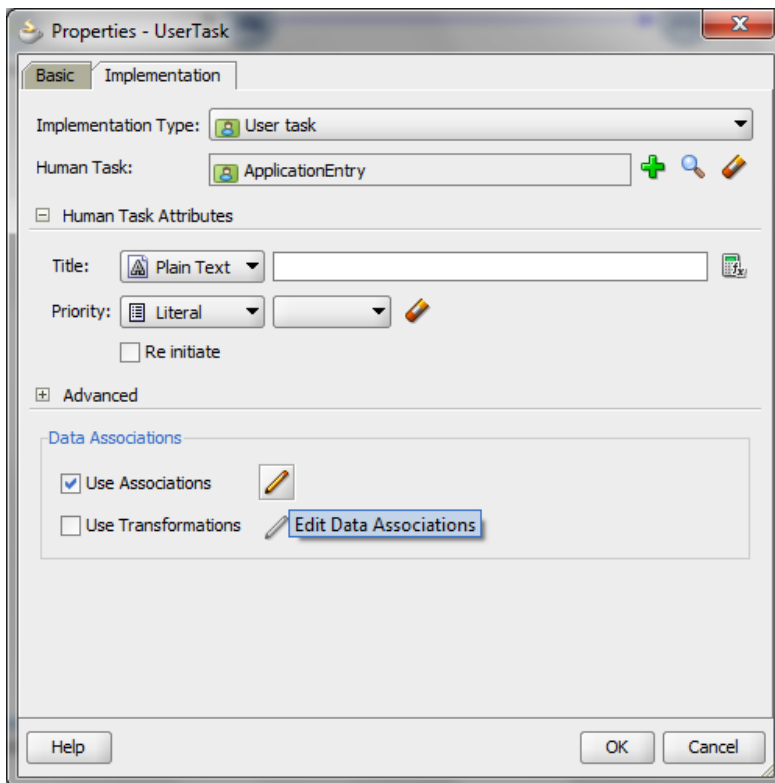 Properties - UserTask
Basic
Implementation
Implementation Type: User task
Human Task: ApplicationEntry
Human Task Attributes
Title: Plain Text
Priority: Literal
Re initiate
Advanced
Data Associations
Use Associations
Use Transformations
Edit Data Associations
Help
OK
Cancel